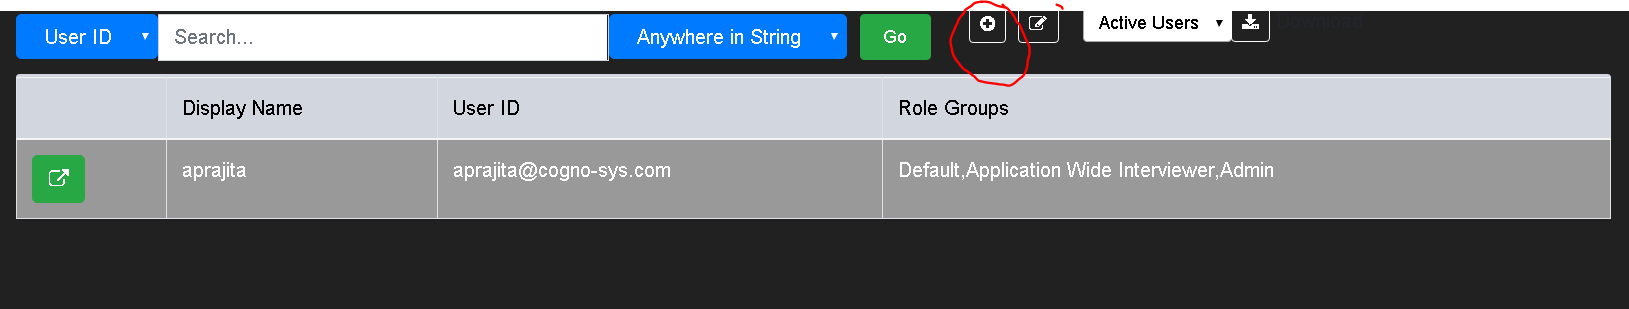 User ID Search... Anywhere in String Go Active Users Download
Display Name User ID Role Groups
aprajita aprajita@cogno-sys.com Default,Application Wide Interviewer,Admin